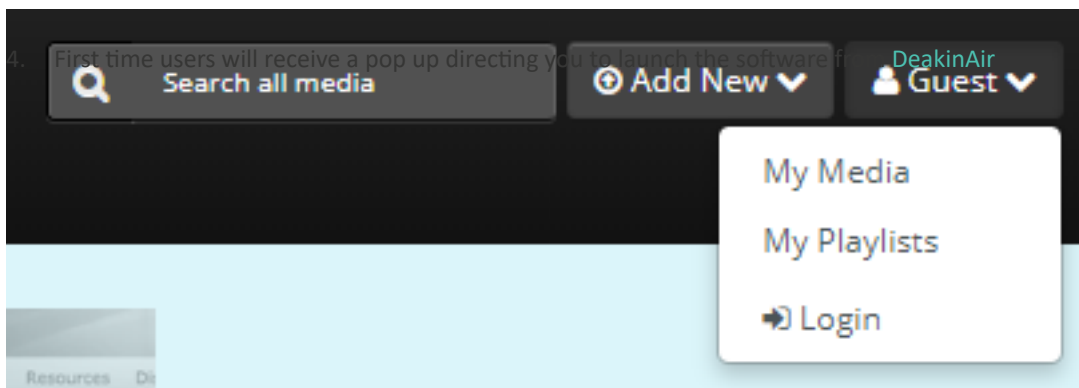 4. First time users will receive a pop up directing you to launch the software DeakinAir
Search all media
Add New
Guest
My Media
My Playlists
Login
Resources